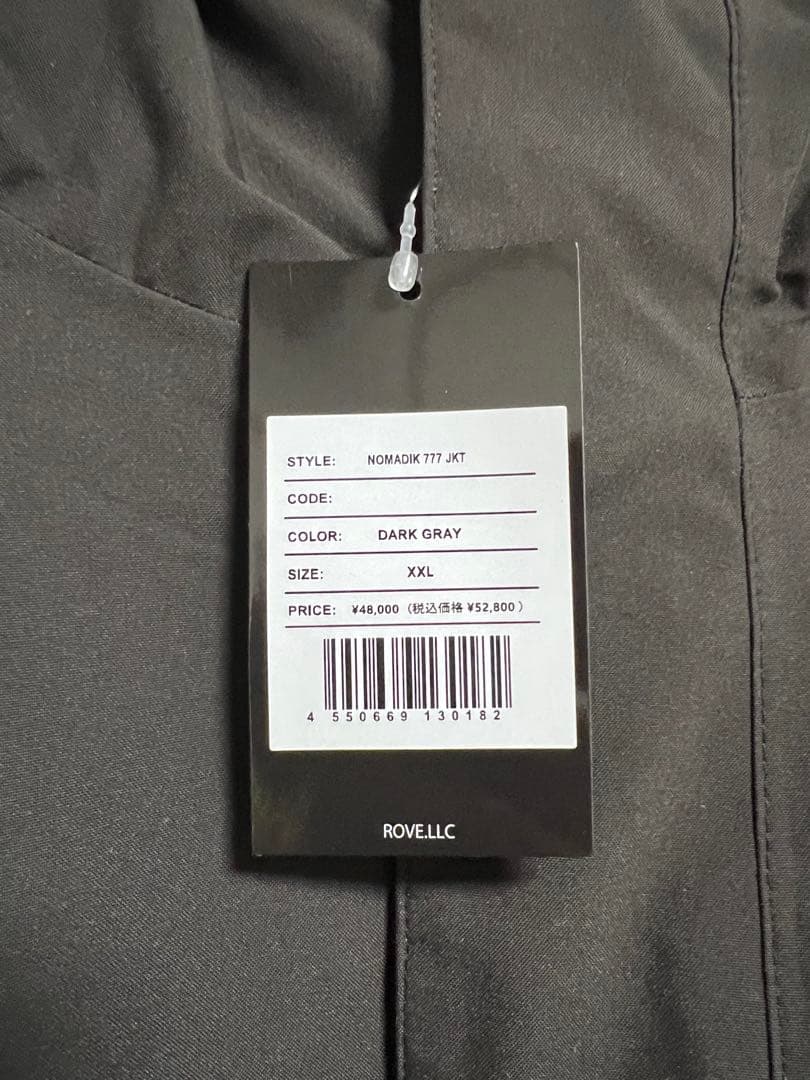 STYLE: NOMADIK 777 JKT
CODE:
COLOR: DARK GRAY
SIZE: XXL
PRICE: ¥48,000（税込価格 ¥52,800）
4 550669 130182
ROVE.LLC